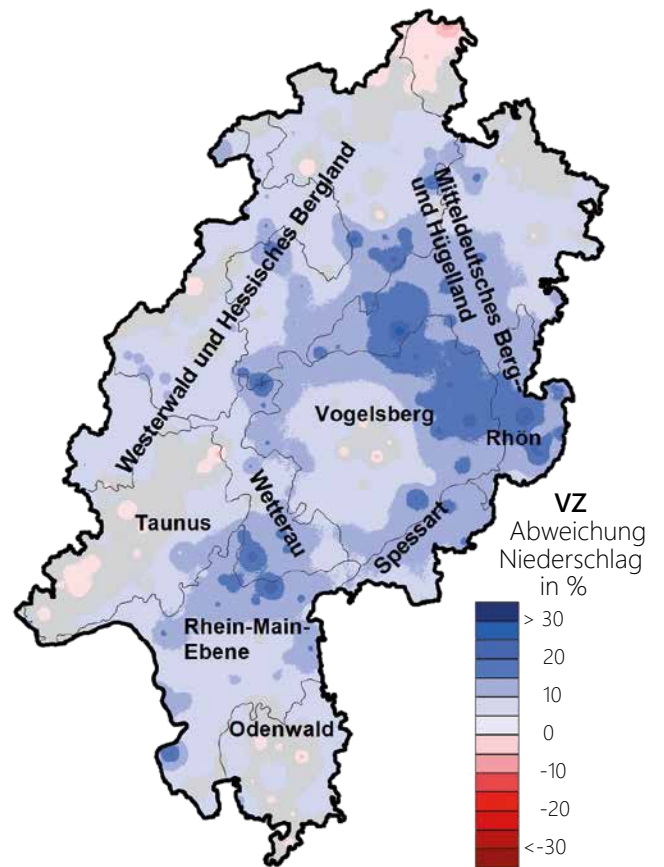 Westerwald und Hessisches Bergland
Mitteldeutsches Berg-
und Hügelland
Vogelsberg
Rhön
Wetterau
Taunus
Spessart
Rhein-Main-
Ebene
Odenwald
VZ
Abweichung
Niederschlag
in %
> 30
20
10
0
-10
-20
<-30